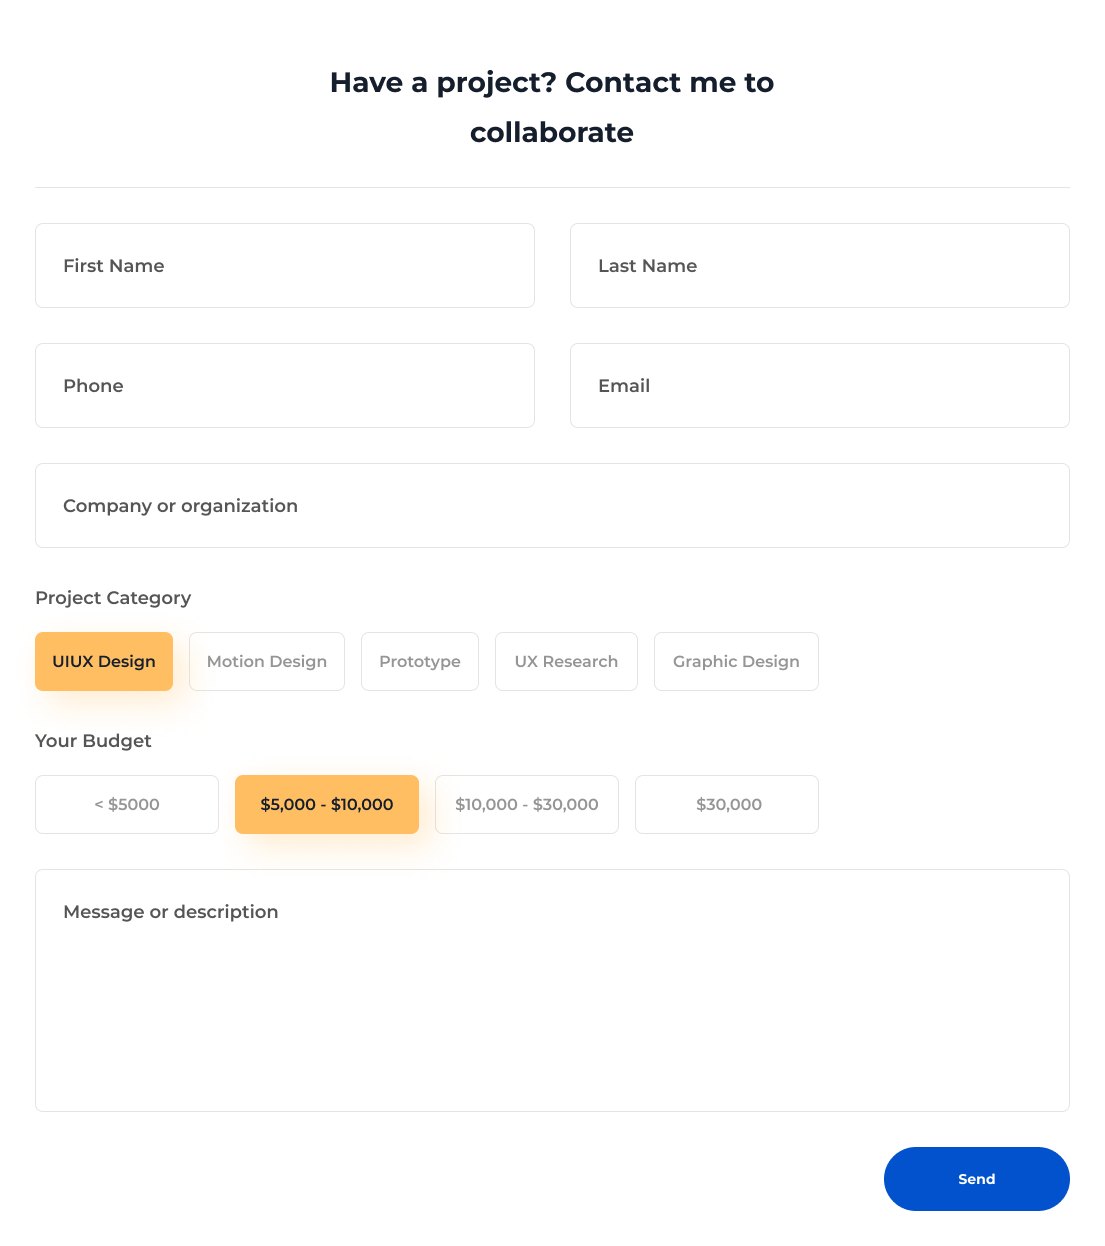 Have a project? Contact me to
collaborate
First Name
Last Name
Phone
Email
Company or organization
Project Category
UIUX Design
Motion Design
Prototype
UX Research
Graphic Design
Your Budget
< $5000
$5,000 - $10,000
$10,000 - $30,000
$30,000
Message or description
Send